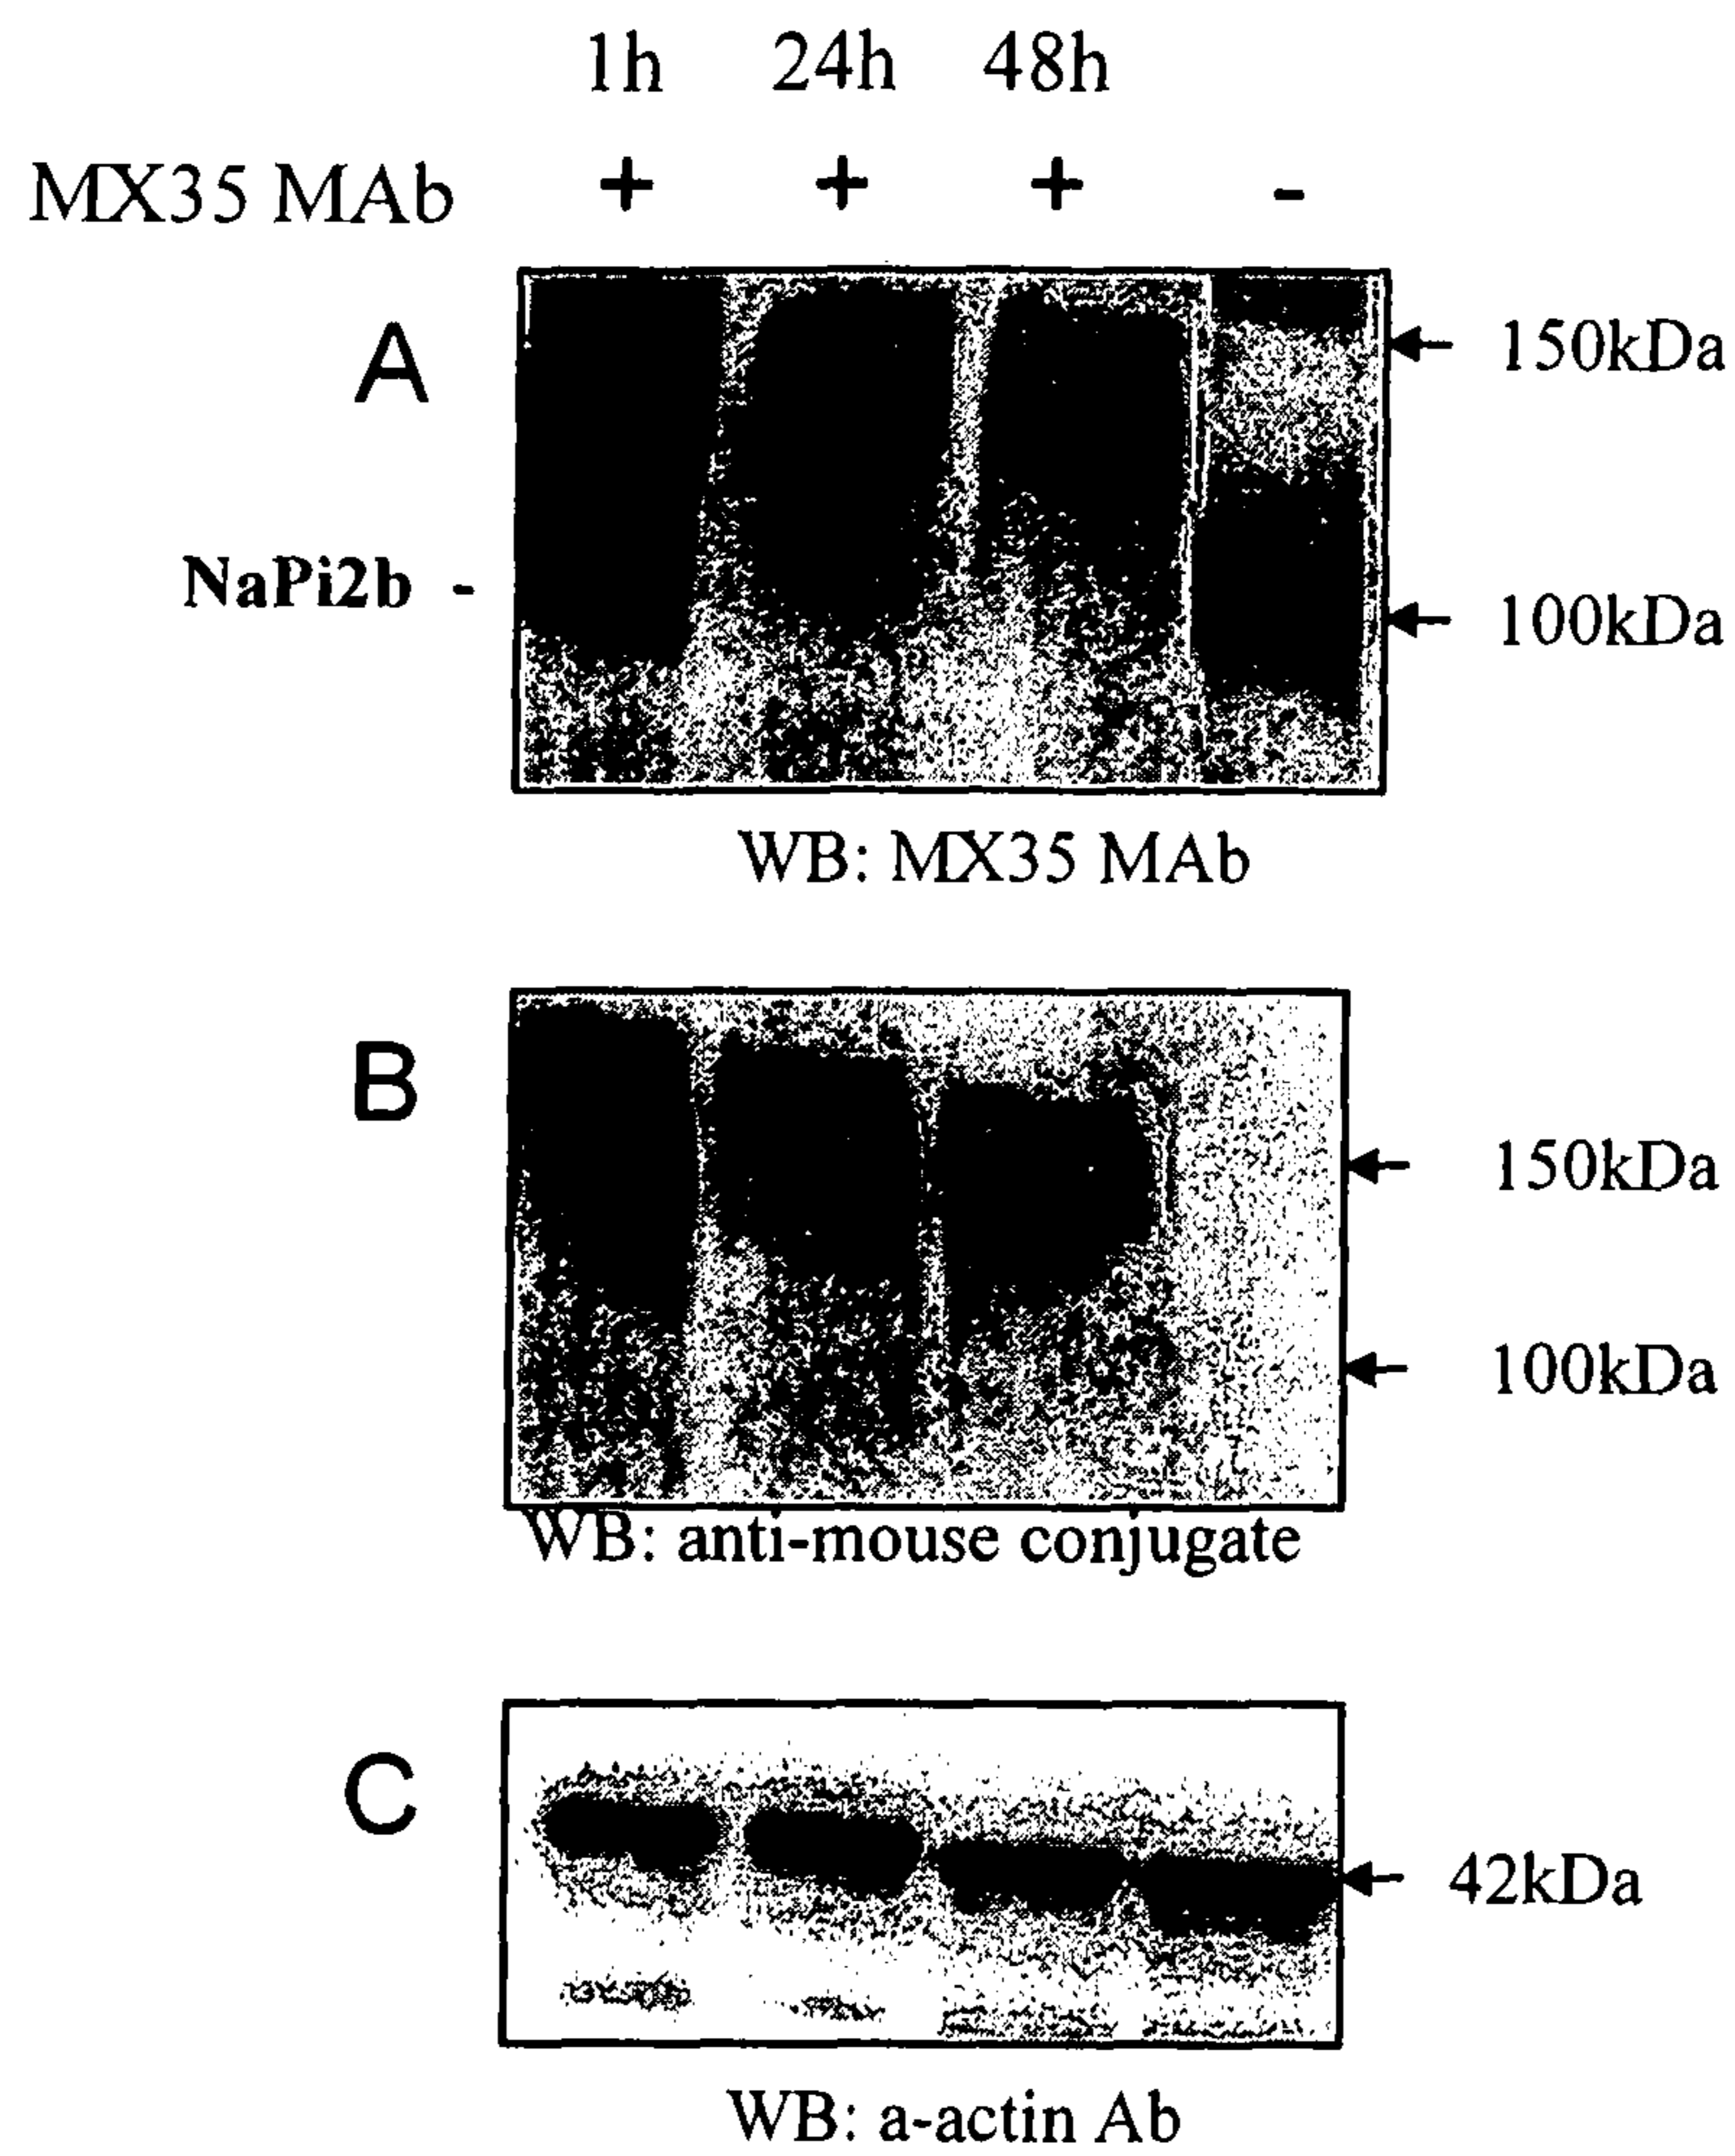 1h 24h 48h
MX35 MAb + + + -
A
150kDa
NaPi2b -
100kDa
WB: MX35 MAb
B
150kDa
100kDa
WB: anti-mouse conjugate
C
42kDa
WB: a-actin Ab